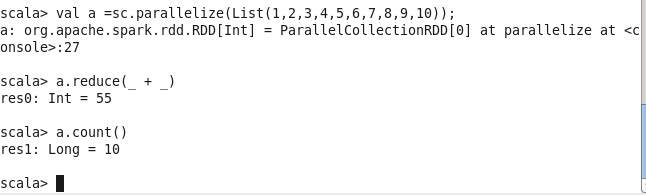 scala> val a =sc.parallelize(List(1,2,3,4,5,6,7,8,9,10));
a: org.apache.spark.rdd.RDD[Int] = ParallelCollectionRDD[0] at parallelize at <c
onsole>:27
scala> a.reduce(_ + _)
res0: Int = 55
scala> a.count()
res1: Long = 10
scala>